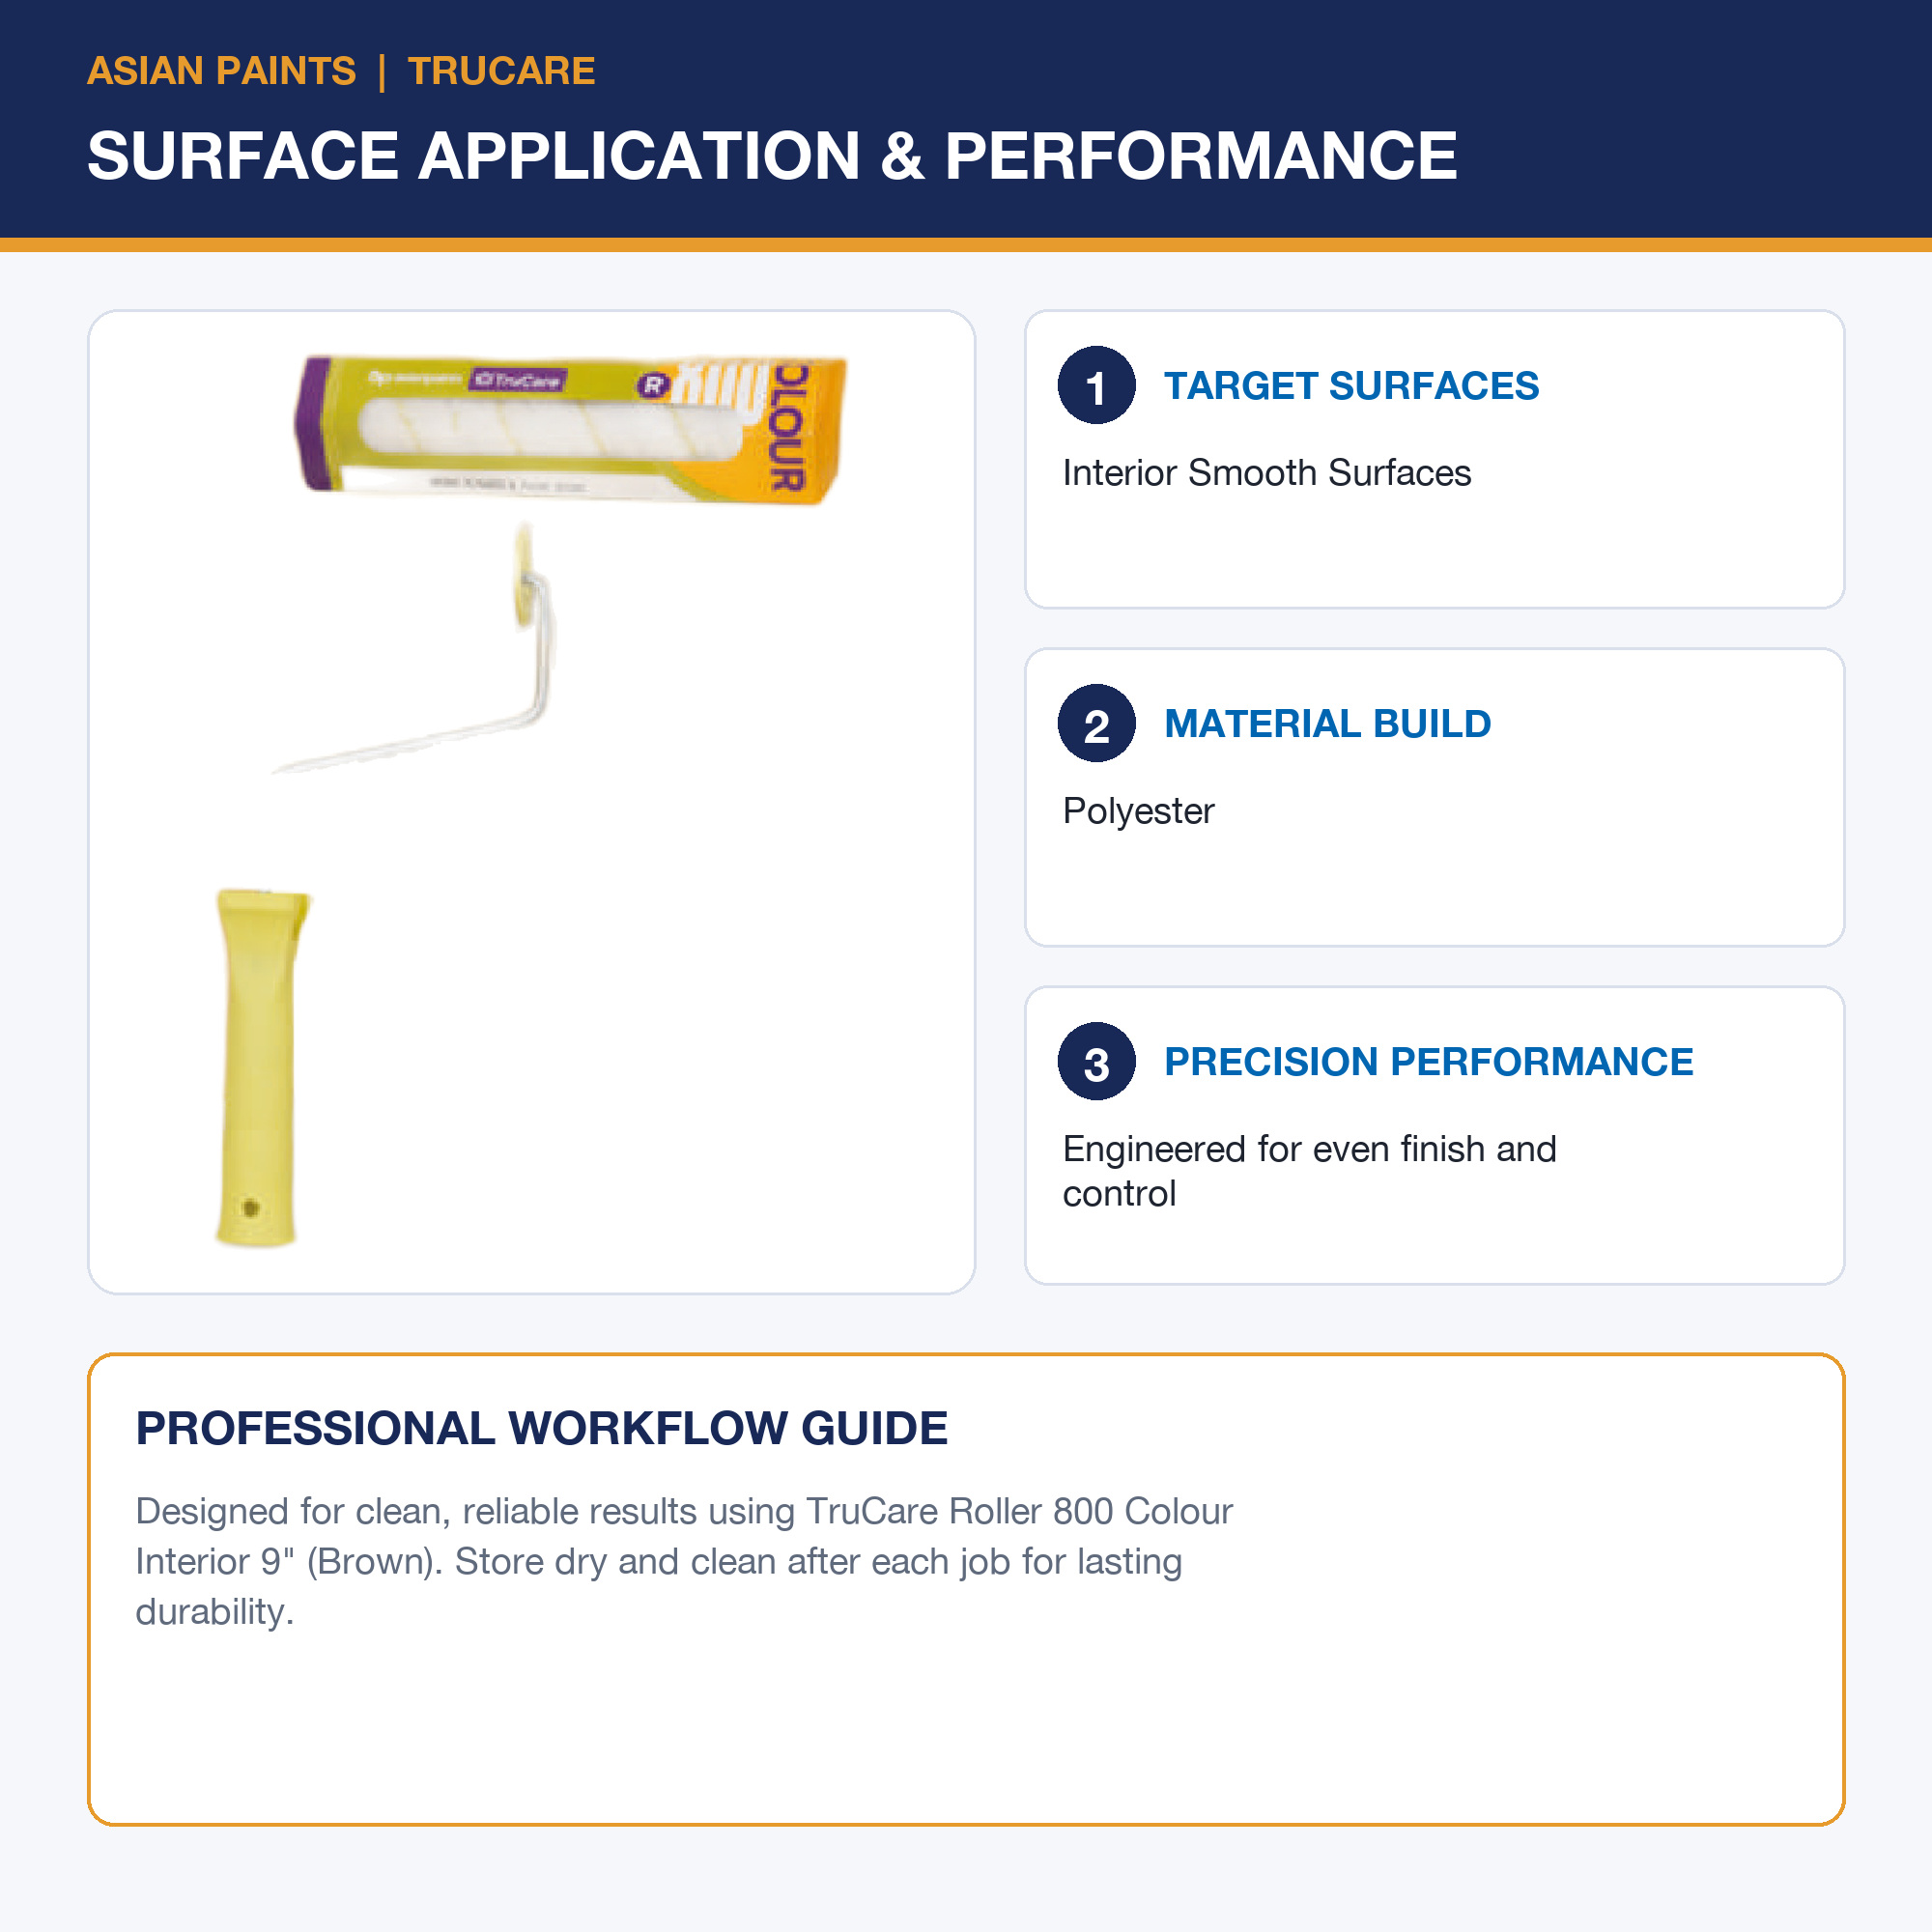 ASIAN PAINTS | TRUCARE
SURFACE APPLICATION & PERFORMANCE
TruCare
R
OLOUR
1 TARGET SURFACES
Interior Smooth Surfaces
2 MATERIAL BUILD
Polyester
3 PRECISION PERFORMANCE
Engineered for even finish and
control
PROFESSIONAL WORKFLOW GUIDE
Designed for clean, reliable results using TruCare Roller 800 Colour
Interior 9" (Brown). Store dry and clean after each job for lasting
durability.